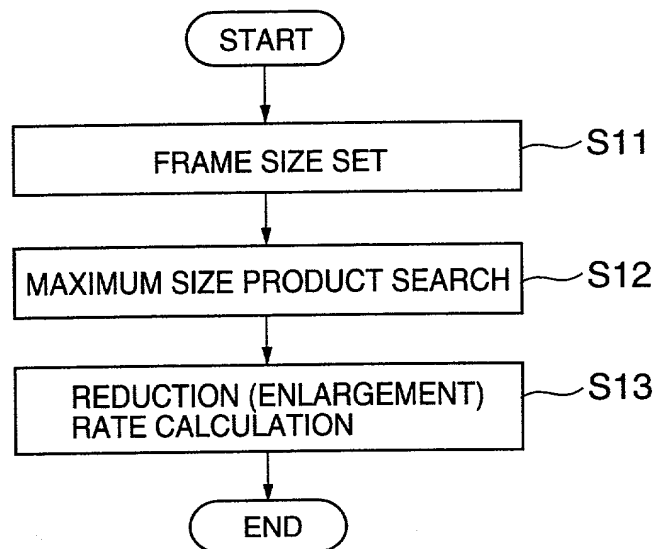 START
FRAME SIZE SET
S11
MAXIMUM SIZE PRODUCT SEARCH
S12
REDUCTION (ENLARGEMENT)
RATE CALCULATION
S13
END